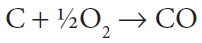 C + ½O₂ → CO